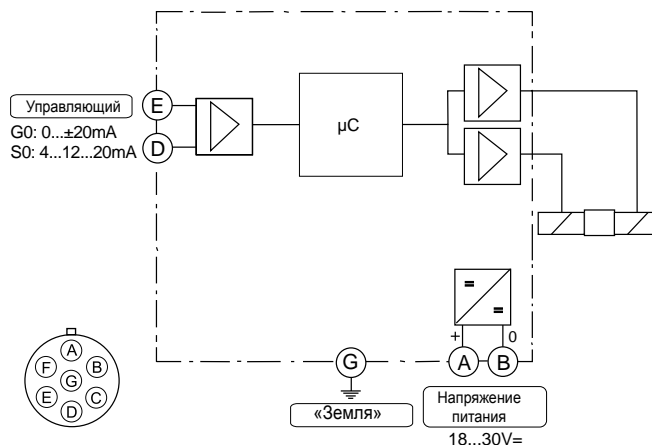 Управляющий
G0: 0...±20mA
S0: 4...12...20mA
E
D
µC
+
0
G
A
B
«Земля»
Напряжение
питания
18...30V=
A
F
B
G
E
C
D